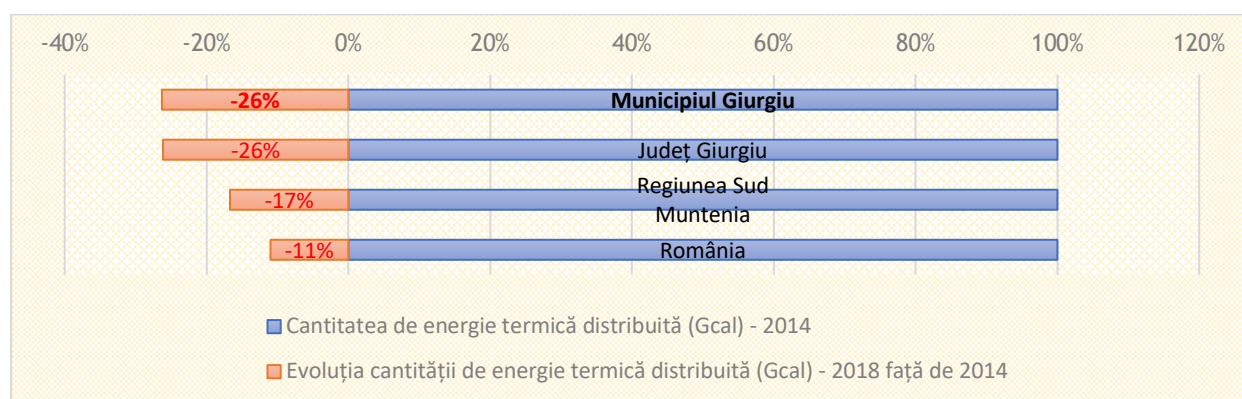 -40% -20% 0% 20% 40% 60% 80% 100% 120%
-26% Municipiul Giurgiu
-26% Județ Giurgiu
-17% Regiunea Sud
Muntenia
-11% România
Cantitatea de energie termică distribuită (Gcal) - 2014
Evoluția cantității de energie termică distribuită (Gcal) - 2018 față de 2014